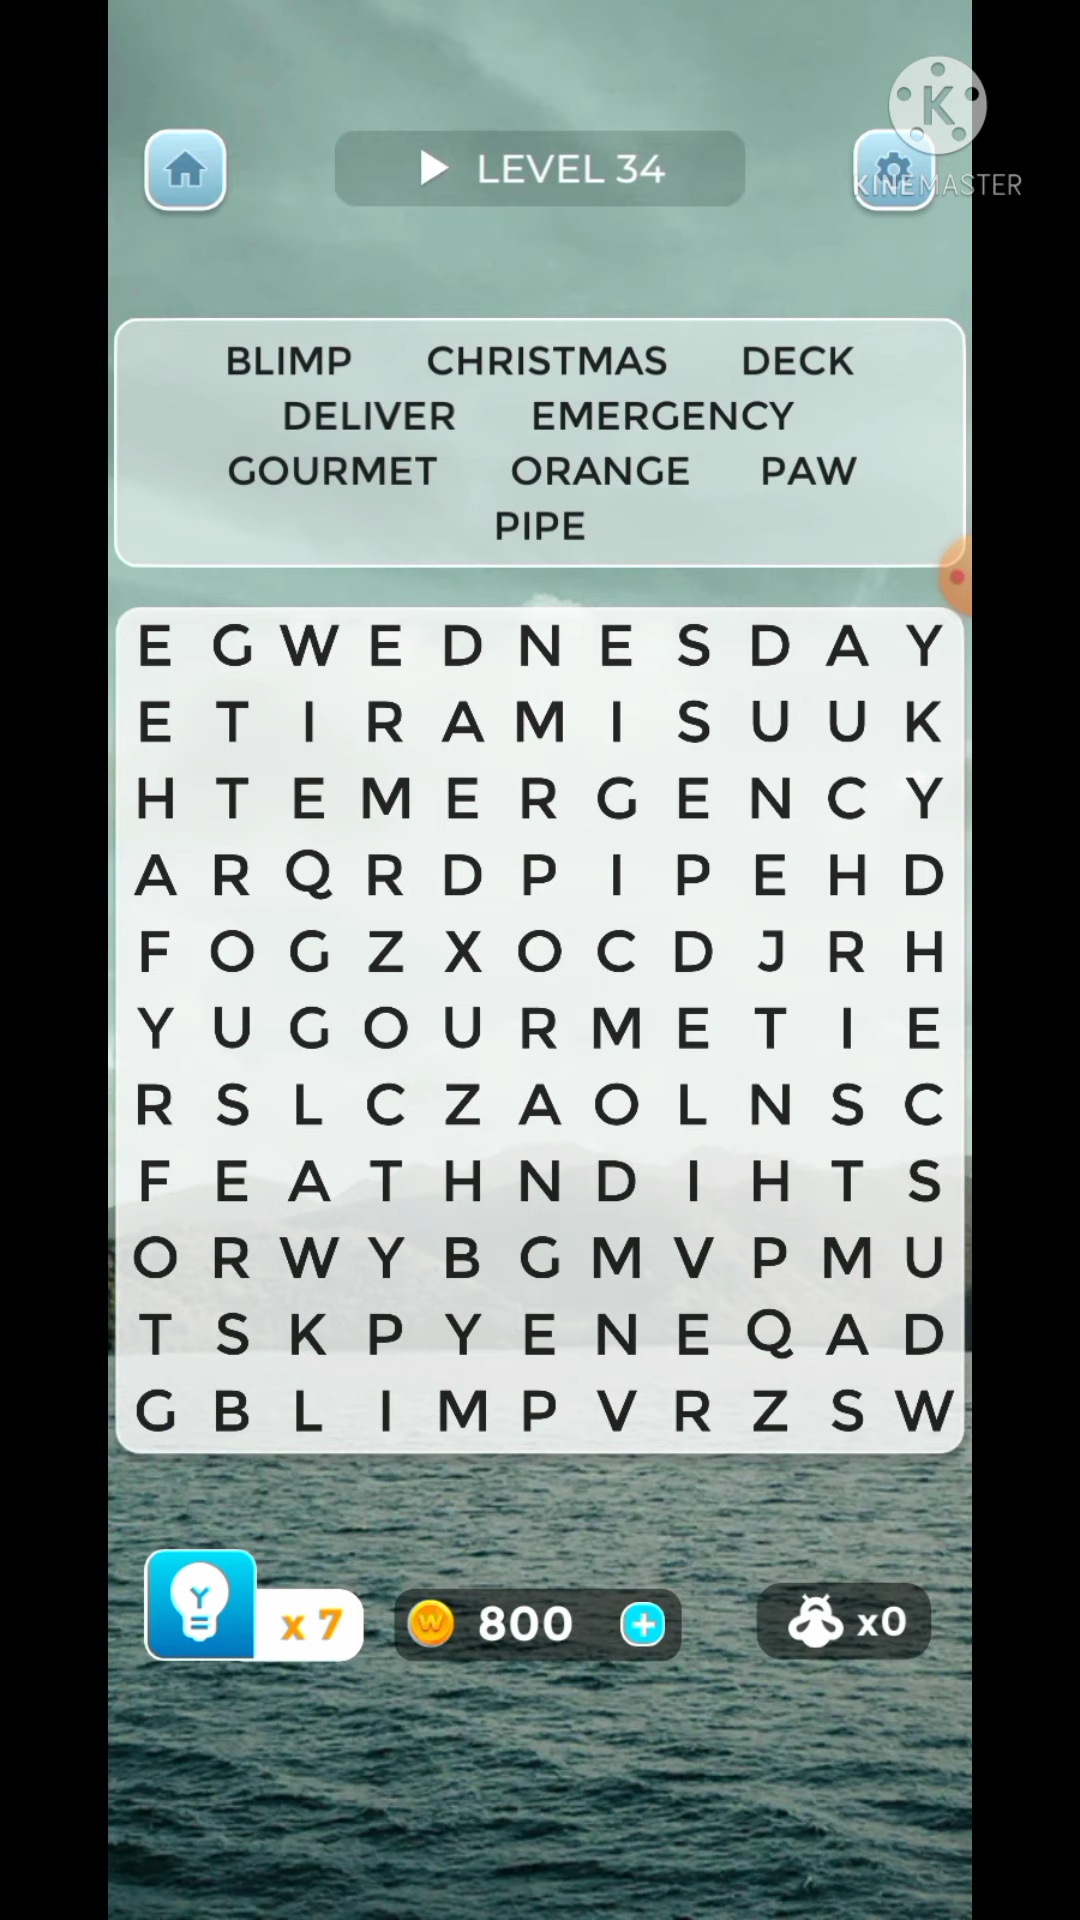 K
KINEMASTER
LEVEL 34
BLIMP CHRISTMAS DECK
DELIVER EMERGENCY
GOURMET ORANGE PAW
PIPE
E G W E D N E S D A Y
E T I R A M I S U U K
H T E M E R G E N C Y
A R Q R D P I P E H D
F O G Z X O C D J R H
Y U G O U R M E T I E
R S L C Z A O L N S C
F E A T H N D I H T S
O R W Y B G M V P M U
T S K P Y E N E Q A D
G B L I M P V R Z S W
Y
x 7
W
800
+
x0